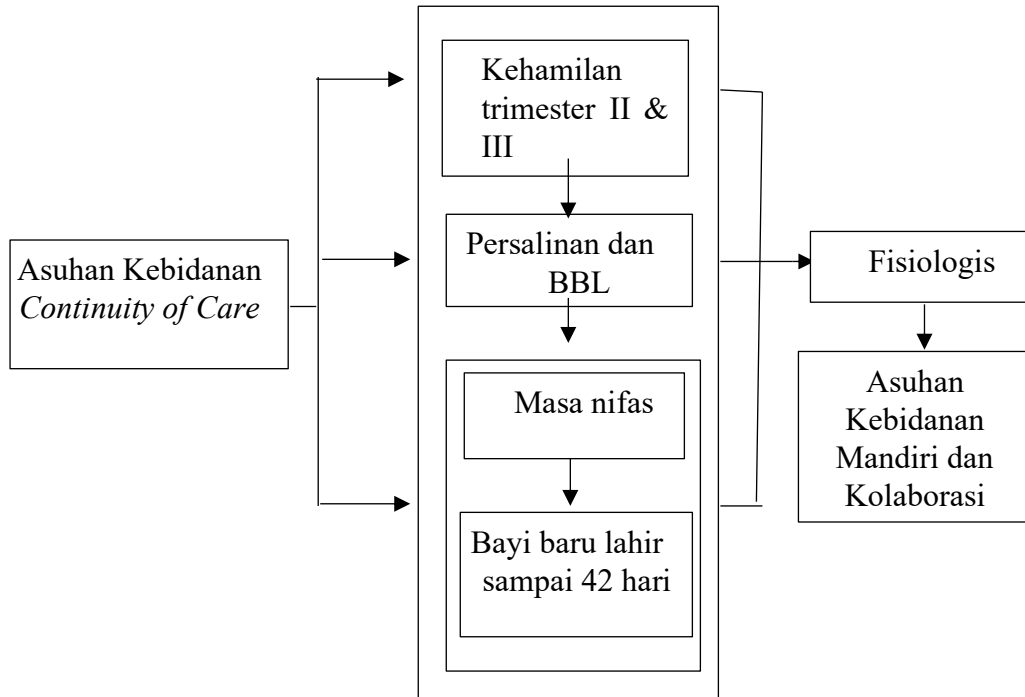 Asuhan Kebidanan
Continuity of Care
Kehamilan
trimester II &
III
Persalinan dan
BBL
Masa nifas
Bayi baru lahir
sampai 42 hari
Fisiologis
Asuhan
Kebidanan
Mandiri dan
Kolaborasi